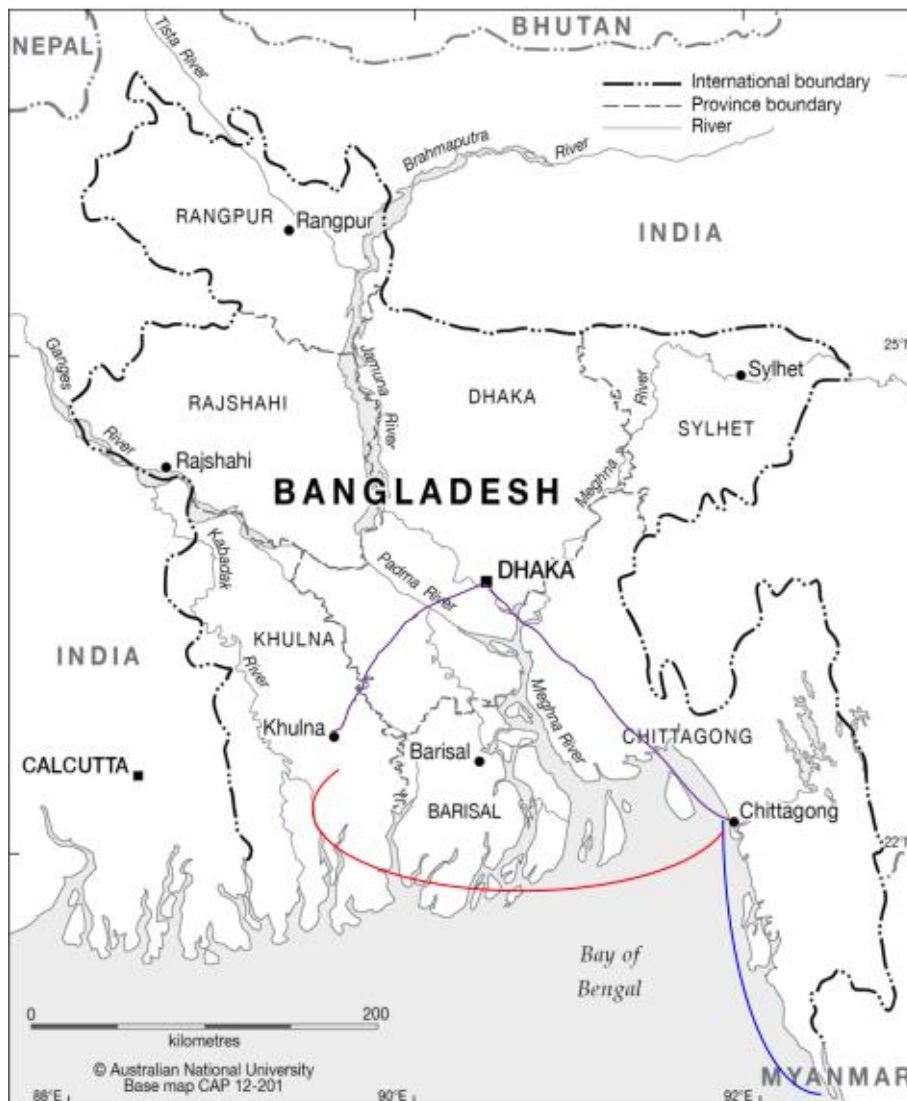 BHUTAN
NEPAL
Tista River
International boundary
Province boundary
River
Brahmaputra River
RANGPUR
Rangpur
INDIA
25°N
Ganges River
Jamuna River
Sylhet
RAJSHAHI
DHAKA
River
SYLHET
Rajshahi
Meghna
BANGLADESH
Kabadak River
Padma River
DHAKA
KHULNA
INDIA
Meghna River
Khulna
CHITTAGONG
Barisal
CALCUTTA
BARISAL
Chittagong
22°N
Bay of
Bengal
0 200
kilometres
© Australian National University
Base map CAP 12-201
MYANMAR
88°E 90°E 92°E